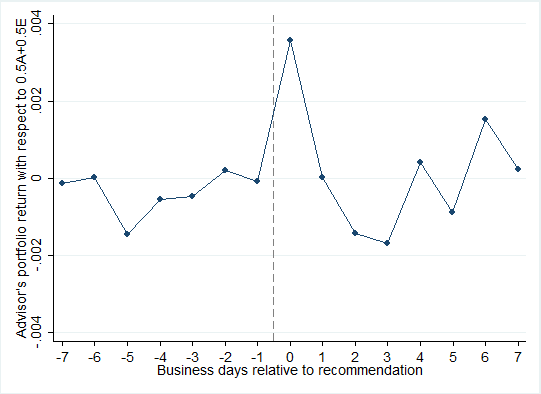 Advisor's portfolio return with respect to 0.5A+0.5E
.004
.002
0
-.002
-.004
-7 -6 -5 -4 -3 -2 -1 0 1 2 3 4 5 6 7
Business days relative to recommendation